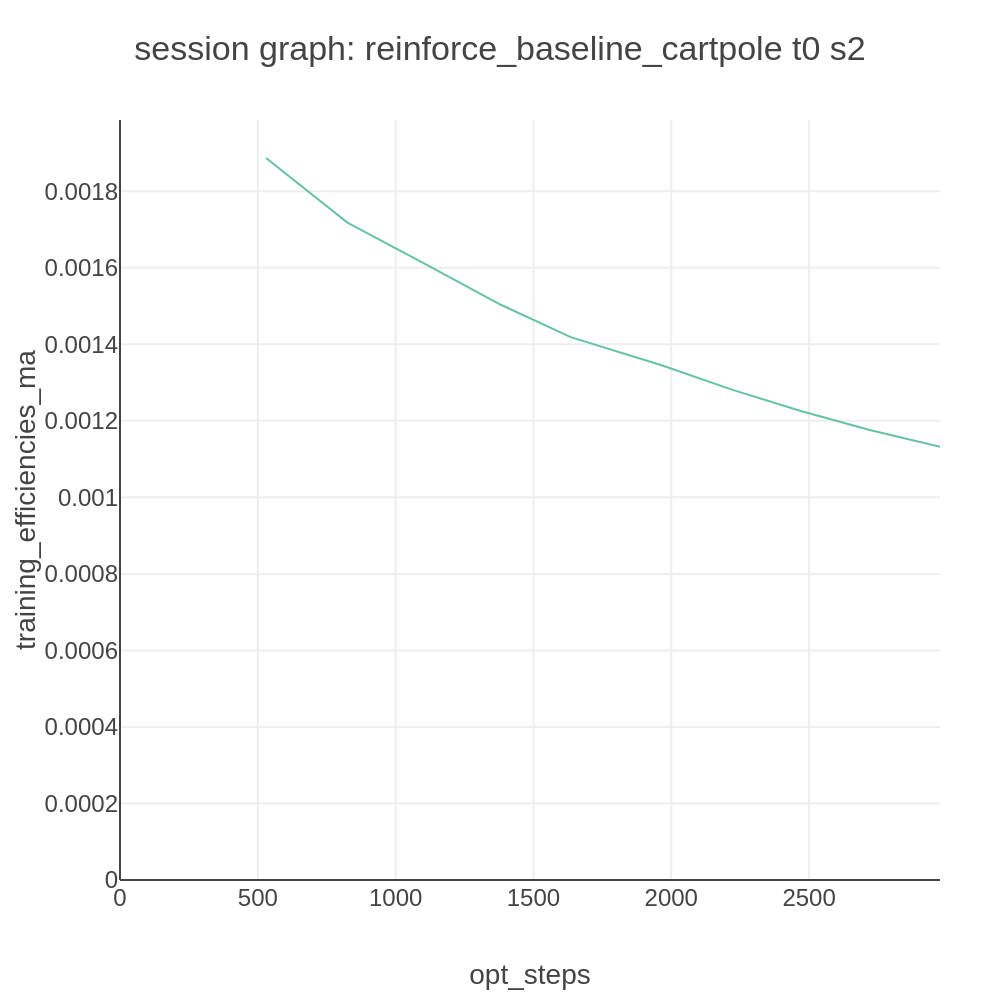 session graph: reinforce_baseline_cartpole t0 s2
training_efficiencies_ma
0.0018
0.0016
0.0014
0.0012
0.001
0.0008
0.0006
0.0004
0.0002
0
0 500 1000 1500 2000 2500
opt_steps